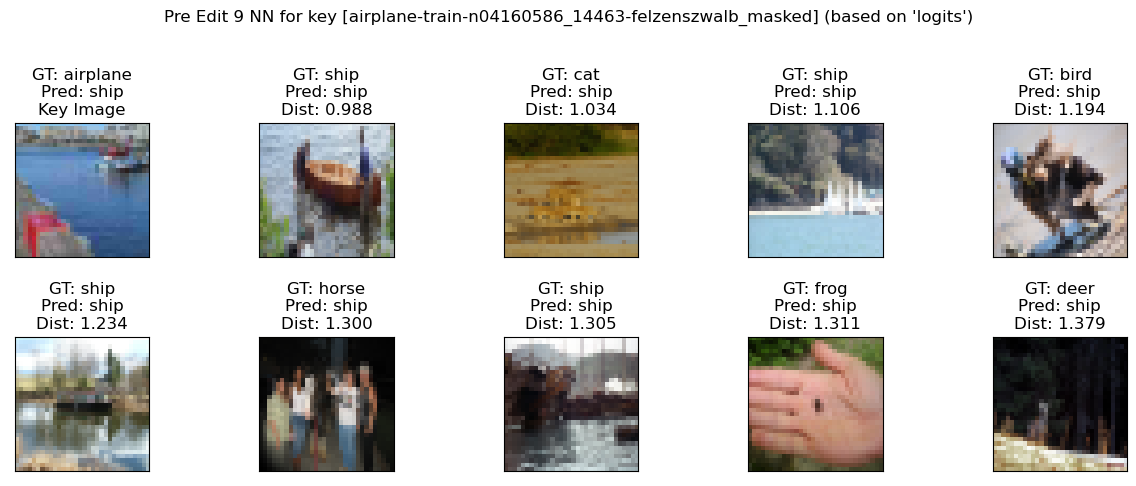 Pre Edit 9 NN for key [airplane-train-n04160586_14463-felzenszwalb_masked] (based on 'logits')
GT: airplane
Pred: ship
Key Image
GT: ship
Pred: ship
Dist: 0.988
GT: cat
Pred: ship
Dist: 1.034
GT: ship
Pred: ship
Dist: 1.106
GT: bird
Pred: ship
Dist: 1.194
GT: ship
Pred: ship
Dist: 1.234
GT: horse
Pred: ship
Dist: 1.300
GT: ship
Pred: ship
Dist: 1.305
GT: frog
Pred: ship
Dist: 1.311
GT: deer
Pred: ship
Dist: 1.379